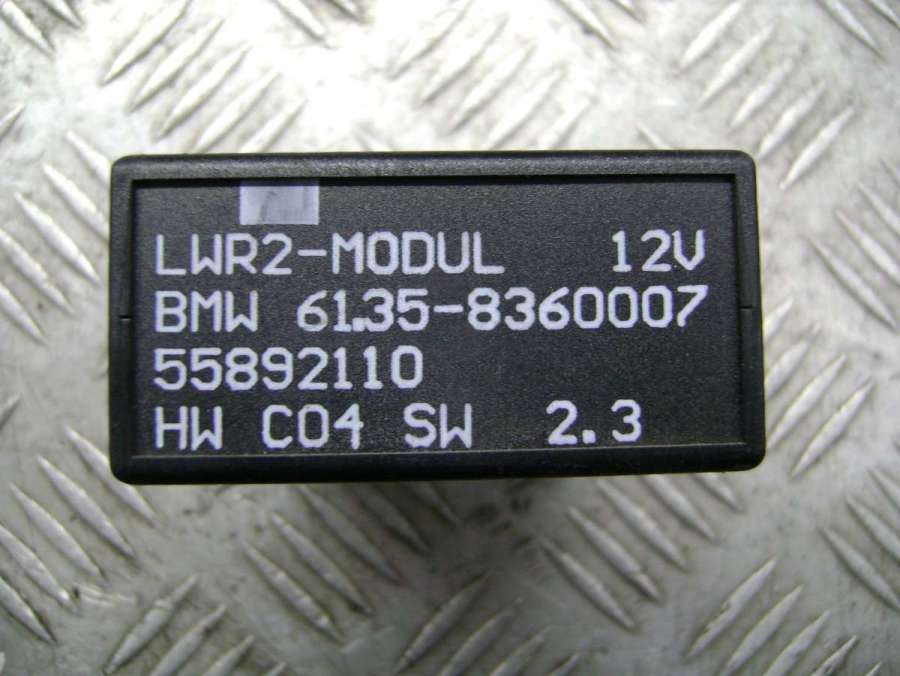 LWR2-MODUL 12V
BMW 61.35-8360007
55892110
HW C04 SW 2.3